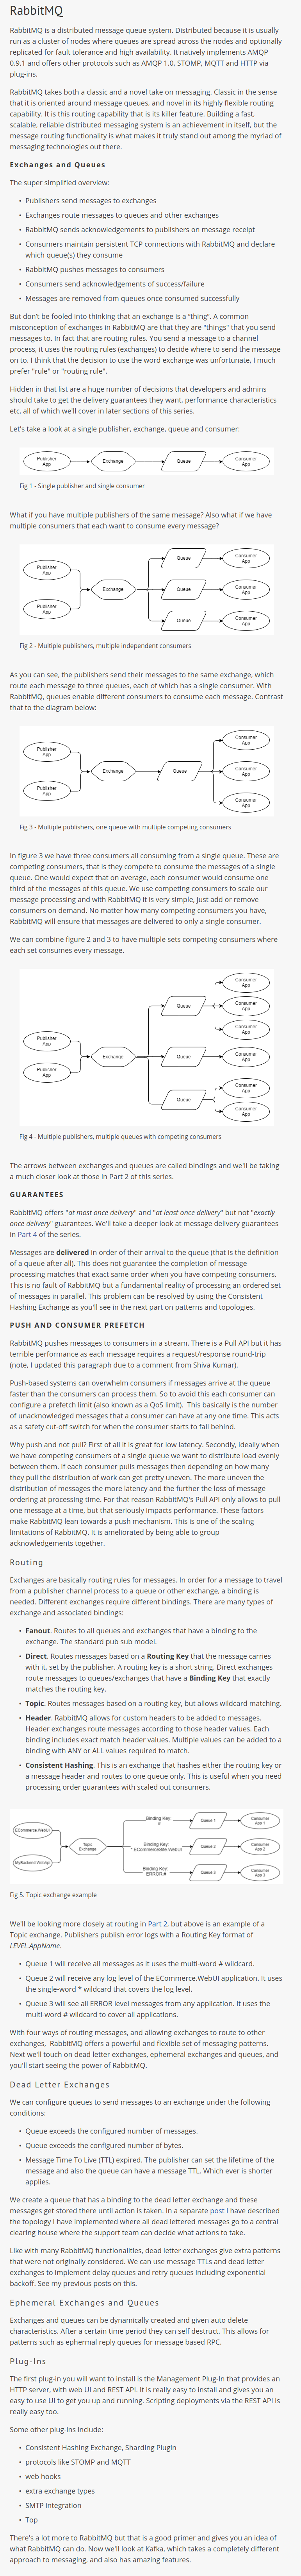 RabbitMQ
RabbitMQ is a distributed message queue system. Distributed because it is usually
run as a cluster of nodes where queues are spread across the nodes and optionally
replicated for fault tolerance and high availability. It natively implements AMQP
0.9.1 and offers other protocols such as AMQP 1.0, STOMP, MQTT and HTTP via
plug-ins.
RabbitMQ takes both a classic and a novel take on messaging. Classic in the sense
that it is oriented around message queues, and novel in its highly flexible routing
capability. It is this routing capability that is its killer feature. Building a fast,
scalable, reliable distributed messaging system is an achievement in itself, but the
message routing functionality is what makes it truly stand out among the myriad of
messaging technologies out there.
Exchanges and Queues
The super simplified overview:
• Publishers send messages to exchanges
• Exchanges route messages to queues and other exchanges
• RabbitMQ sends acknowledgements to publishers on message receipt
• Consumers maintain persistent TCP connections with RabbitMQ and declare
which queue(s) they consume
• RabbitMQ pushes messages to consumers
• Consumers send acknowledgements of success/failure
• Messages are removed from queues once consumed successfully
But don't be fooled into thinking that an exchange is a “thing”. A common
misconception of exchanges in RabbitMQ are that they are "things" that you send
messages to. In fact that are routing rules. You send a message to a channel
process, it uses the routing rules (exchanges) to decide where to send the message
on to. I think that the decision to use the word exchange was unfortunate, I much
prefer "rule" or "routing rule".
Hidden in that list are a huge number of decisions that developers and admins
should take to get the delivery guarantees they want, performance characteristics
etc, all of which we'll cover in later sections of this series.
Let's take a look at a single publisher, exchange, queue and consumer:
Publisher
App
Exchange
Queue
Consumer
App
Fig 1 - Single publisher and single consumer
What if you have multiple publishers of the same message? Also what if we have
multiple consumers that each want to consume every message?
Publisher
App
Publisher
App
Exchange
Queue
Queue
Queue
Consumer
App
Consumer
App
Consumer
App
Fig 2 - Multiple publishers, multiple independent consumers
As you can see, the publishers send their messages to the same exchange, which
route each message to three queues, each of which has a single consumer. With
RabbitMQ, queues enable different consumers to consume each message. Contrast
that to the diagram below:
Publisher
App
Publisher
App
Exchange
Queue
Consumer
App
Consumer
App
Consumer
App
Fig 3 - Multiple publishers, one queue with multiple competing consumers
In figure 3 we have three consumers all consuming from a single queue. These are
competing consumers, that is they compete to consume the messages of a single
queue. One would expect that on average, each consumer would consume one
third of the messages of this queue. We use competing consumers to scale our
message processing and with RabbitMQ it is very simple, just add or remove
consumers on demand. No matter how many competing consumers you have,
RabbitMQ will ensure that messages are delivered to only a single consumer.
We can combine figure 2 and 3 to have multiple sets competing consumers where
each set consumes every message.
Publisher
App
Publisher
App
Exchange
Queue
Queue
Queue
Consumer
App
Consumer
App
Consumer
App
Consumer
App
Consumer
App
Consumer
App
Fig 4 - Multiple publishers, multiple queues with competing consumers
The arrows between exchanges and queues are called bindings and we'll be taking
a much closer look at those in Part 2 of this series.
GUARANTEES
RabbitMQ offers "at most once delivery" and "at least once delivery" but not "exactly
once delivery" guarantees. We'll take a deeper look at message delivery guarantees
in Part 4 of the series.
Messages are delivered in order of their arrival to the queue (that is the definition
of a queue after all). This does not guarantee the completion of message
processing matches that exact same order when you have competing consumers.
This is no fault of RabbitMQ but a fundamental reality of processing an ordered set
of messages in parallel. This problem can be resolved by using the Consistent
Hashing Exchange as you'll see in the next part on patterns and topologies.
PUSH AND CONSUMER PREFETCH
RabbitMQ pushes messages to consumers in a stream. There is a Pull API but it has
terrible performance as each message requires a request/response round-trip
(note, I updated this paragraph due to a comment from Shiva Kumar).
Push-based systems can overwhelm consumers if messages arrive at the queue
faster than the consumers can process them. So to avoid this each consumer can
configure a prefetch limit (also known as a QoS limit).  This basically is the number
of unacknowledged messages that a consumer can have at any one time. This acts
as a safety cut-off switch for when the consumer starts to fall behind.
Why push and not pull? First of all it is great for low latency. Secondly, ideally when
we have competing consumers of a single queue we want to distribute load evenly
between them. If each consumer pulls messages then depending on how many
they pull the distribution of work can get pretty uneven. The more uneven the
distribution of messages the more latency and the further the loss of message
ordering at processing time. For that reason RabbitMQ's Pull API only allows to pull
one message at a time, but that seriously impacts performance. These factors
make RabbitMQ lean towards a push mechanism. This is one of the scaling
limitations of RabbitMQ. It is ameliorated by being able to group
acknowledgements together.
Routing
Exchanges are basically routing rules for messages. In order for a message to travel
from a publisher channel process to a queue or other exchange, a binding is
needed. Different exchanges require different bindings. There are many types of
exchange and associated bindings:
• Fanout. Routes to all queues and exchanges that have a binding to the
exchange. The standard pub sub model.
• Direct. Routes messages based on a Routing Key that the message carries
with it, set by the publisher. A routing key is a short string. Direct exchanges
route messages to queues/exchanges that have a Binding Key that exactly
matches the routing key.
• Topic. Routes messages based on a routing key, but allows wildcard matching.
• Header. RabbitMQ allows for custom headers to be added to messages.
Header exchanges route messages according to those header values. Each
binding includes exact match header values. Multiple values can be added to a
binding with ANY or ALL values required to match.
• Consistent Hashing. This is an exchange that hashes either the routing key or
a message header and routes to one queue only. This is useful when you need
processing order guarantees with scaled out consumers.
ECommerce.WebUI
MyBackend.WebApi
Topic
Exchange
Binding Key:
#
Binding Key:
*.ECommerceSite.WebUI
Binding Key:
ERROR.#
Queue 1
Queue 2
Queue 3
Consumer
App 1
Consumer
App 2
Consumer
App 3
Fig 5. Topic exchange example
We'll be looking more closely at routing in Part 2, but above is an example of a
Topic exchange. Publishers publish error logs with a Routing Key format of
LEVEL.AppName.
• Queue 1 will receive all messages as it uses the multi-word # wildcard.
• Queue 2 will receive any log level of the ECommerce.WebUI application. It uses
the single-word * wildcard that covers the log level.
• Queue 3 will see all ERROR level messages from any application. It uses the
multi-word # wildcard to cover all applications.
With four ways of routing messages, and allowing exchanges to route to other
exchanges,  RabbitMQ offers a powerful and flexible set of messaging patterns.
Next we'll touch on dead letter exchanges, ephemeral exchanges and queues, and
you'll start seeing the power of RabbitMQ.
Dead Letter Exchanges
We can configure queues to send messages to an exchange under the following
conditions:
• Queue exceeds the configured number of messages.
• Queue exceeds the configured number of bytes.
• Message Time To Live (TTL) expired. The publisher can set the lifetime of the
message and also the queue can have a message TTL. Which ever is shorter
applies.
We create a queue that has a binding to the dead letter exchange and these
messages get stored there until action is taken. In a separate post I have described
the topology I have implemented where all dead lettered messages go to a central
clearing house where the support team can decide what actions to take.
Like with many RabbitMQ functionalities, dead letter exchanges give extra patterns
that were not originally considered. We can use message TTLs and dead letter
exchanges to implement delay queues and retry queues including exponential
backoff. See my previous posts on this.
Ephemeral Exchanges and Queues
Exchanges and queues can be dynamically created and given auto delete
characteristics. After a certain time period they can self destruct. This allows for
patterns such as ephermal reply queues for message based RPC.
Plug-Ins
The first plug-in you will want to install is the Management Plug-In that provides an
HTTP server, with web UI and REST API. It is really easy to install and gives you an
easy to use UI to get you up and running. Scripting deployments via the REST API is
really easy too.
Some other plug-ins include:
• Consistent Hashing Exchange, Sharding Plugin
• protocols like STOMP and MQTT
• web hooks
• extra exchange types
• SMTP integration
• Top
There's a lot more to RabbitMQ but that is a good primer and gives you an idea of
what RabbitMQ can do. Now we'll look at Kafka, which takes a completely different
approach to messaging, and also has amazing features.